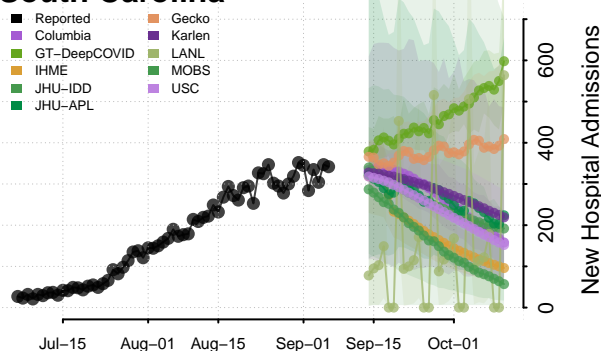 South Carolina
Reported
Columbia
GT−DeepCOVID
IHME
JHU−IDD
JHU−APL
Gecko
Karlen
LANL
MOBS
USC
0
200
400
600
New Hospital Admissions
Jul−15
Aug−01
Aug−15
Sep−01
Sep−15
Oct−01